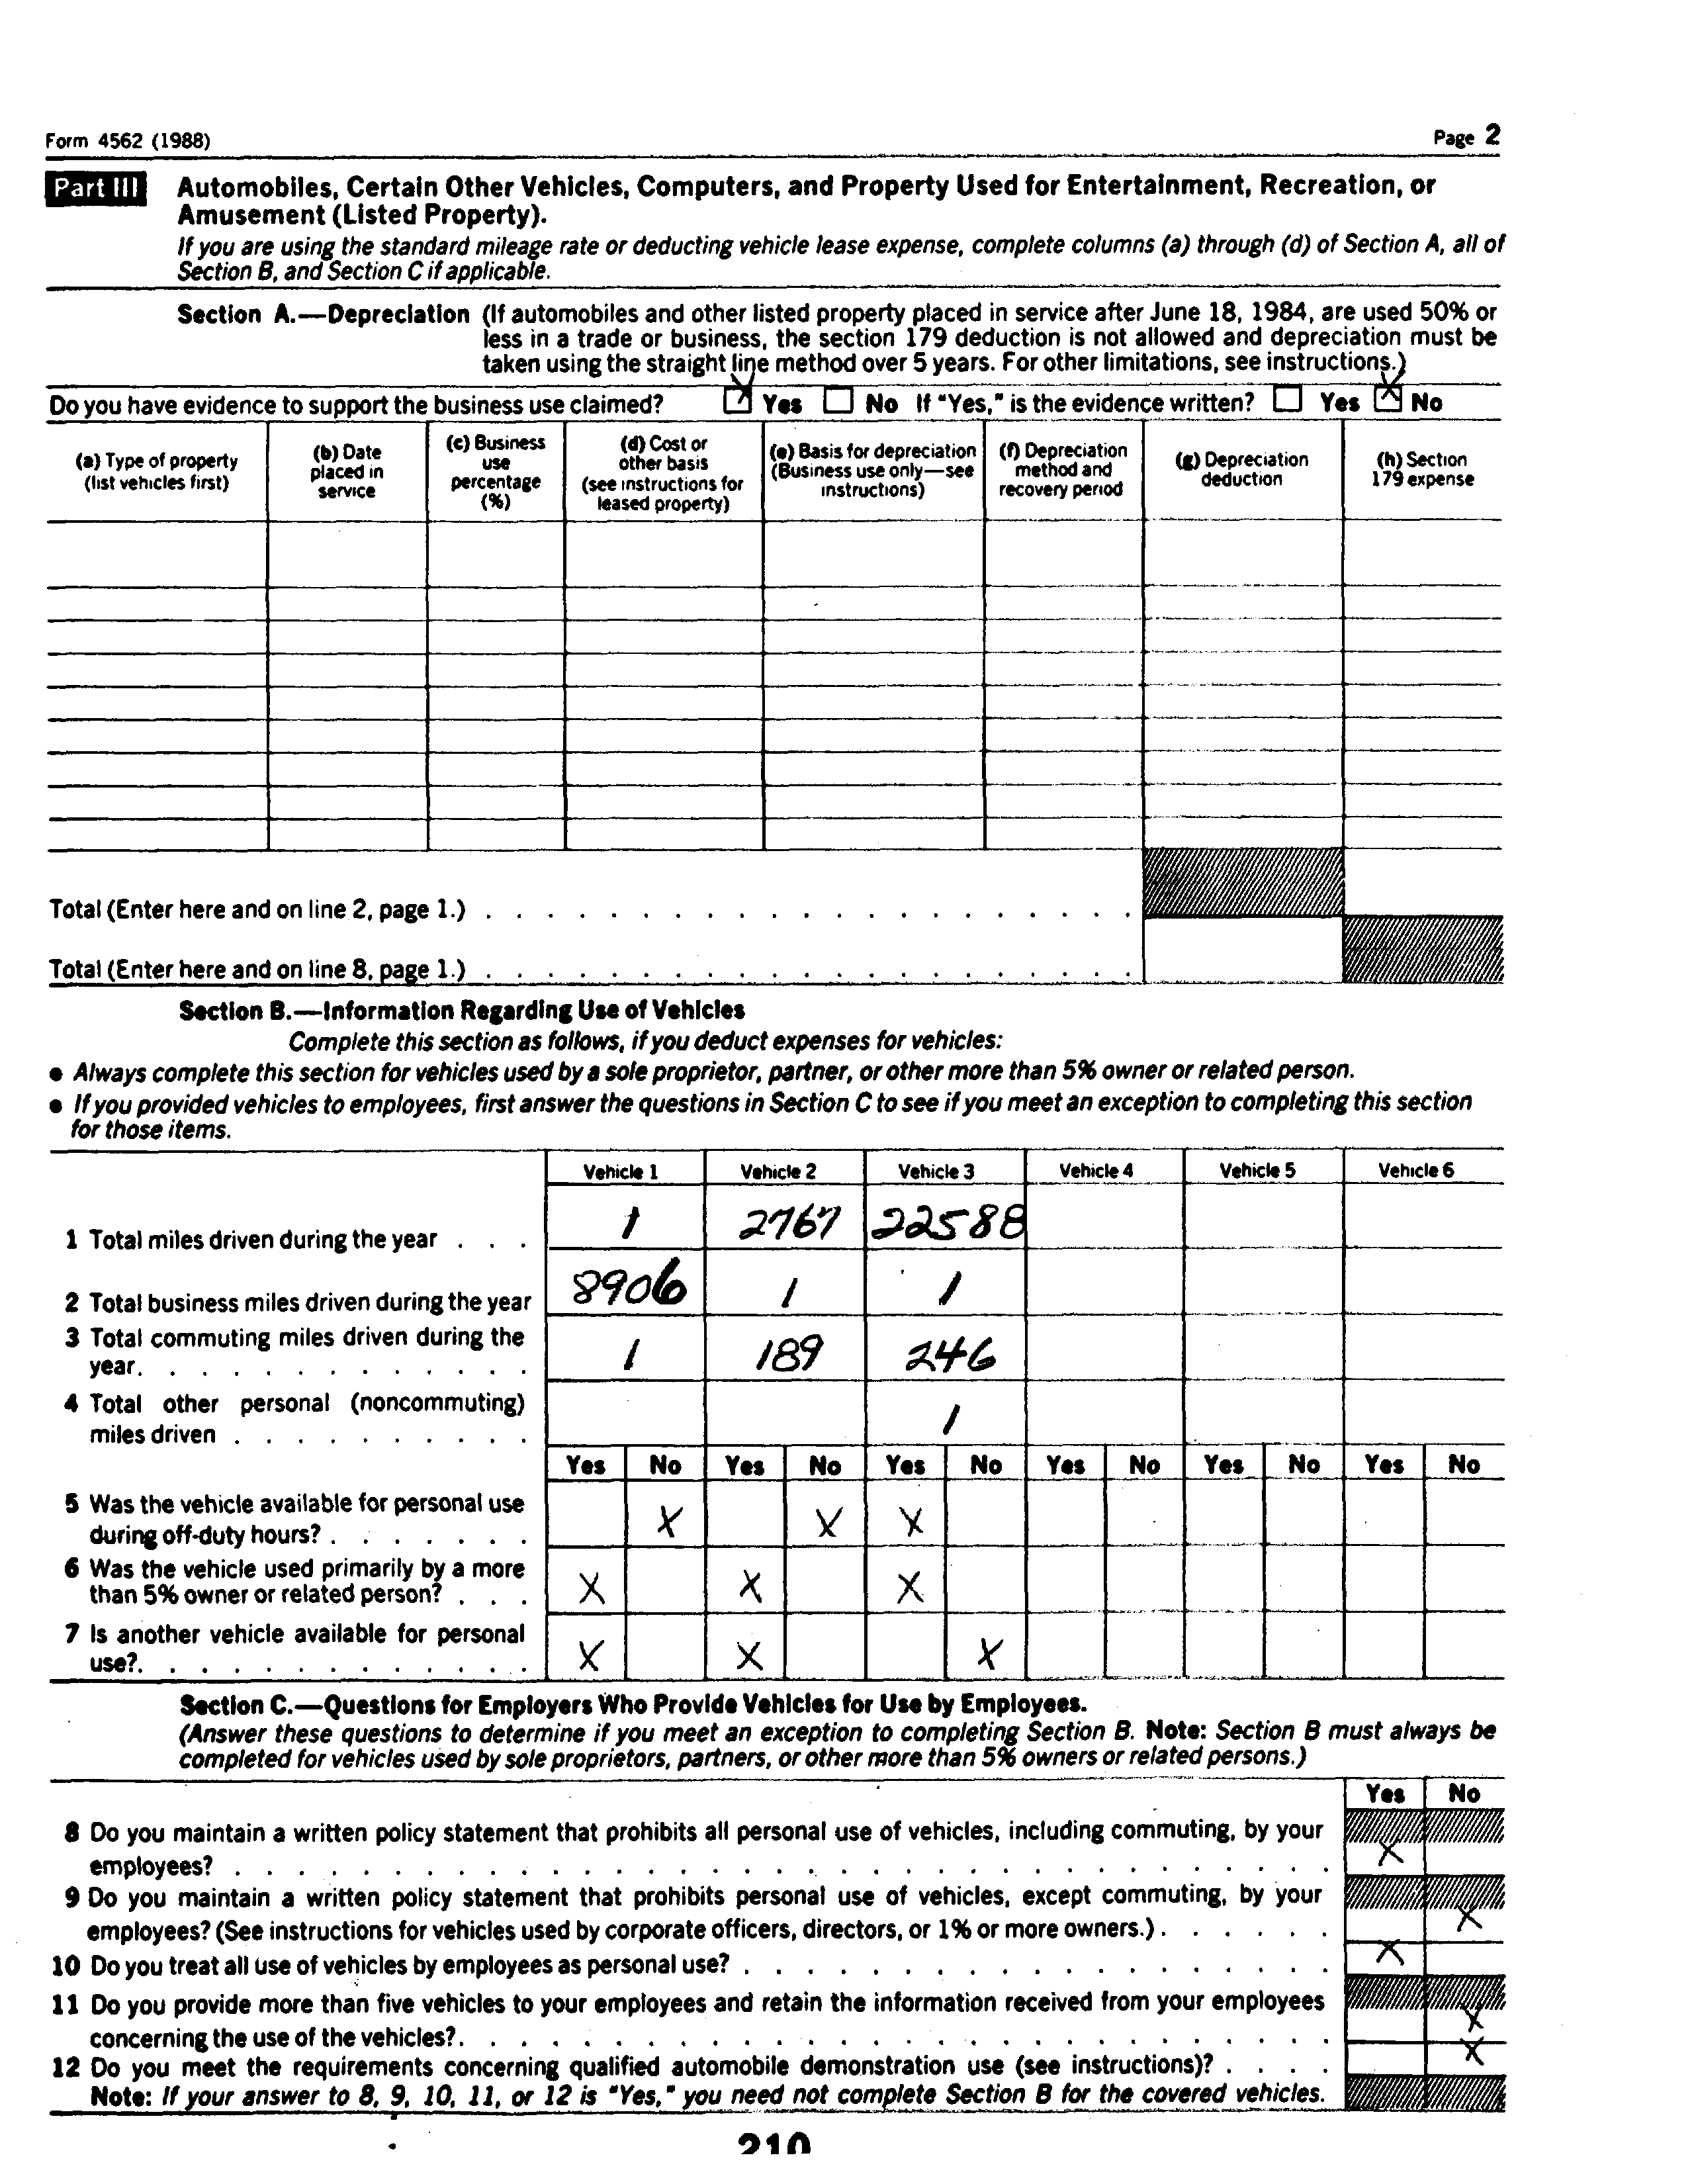 Form 4562 (1988) Page 2
Part III Automobiles, Certain Other Vehicles, Computers, and Property Used for Entertainment, Recreation, or
Amusement (Listed Property).
If you are using the standard mileage rate or deducting vehicle lease expense, complete columns (a) through (d) of Section A, all of
Section B, and Section C if applicable.
Section A.—Depreciation (If automobiles and other listed property placed in service after June 18, 1984, are used 50% or
less in a trade or business, the section 179 deduction is not allowed and depreciation must be
taken using the straight line method over 5 years. For other limitations, see instructions.)
Do you have evidence to support the business use claimed? X Yes No If "Yes," is the evidence written? Yes X No
(a) Type of property
(list vehicles first)
(b) Date
placed in
service
(c) Business
use
percentage
(%)
(d) Cost or
other basis
(see instructions for
leased property)
(e) Basis for depreciation
(Business use only—see
instructions)
(f) Depreciation
method and
recovery period
(g) Depreciation
deduction
(h) Section
179 expense
Total (Enter here and on line 2, page 1.) . . . . . . . . . . . . . . . . . . . . .
Total (Enter here and on line 8, page 1.) . . . . . . . . . . . . . . . . . . . . .
Section B.—Information Regarding Use of Vehicles
Complete this section as follows, if you deduct expenses for vehicles:
● Always complete this section for vehicles used by a sole proprietor, partner, or other more than 5% owner or related person.
● If you provided vehicles to employees, first answer the questions in Section C to see if you meet an exception to completing this section
for those items.
Vehicle 1 Vehicle 2 Vehicle 3 Vehicle 4 Vehicle 5 Vehicle 6
1 Total miles driven during the year . . . 1 2767 22588
2 Total business miles driven during the year 8906 1 1
3 Total commuting miles driven during the
year. . . . . . . . . . . . . . 1 189 246
4 Total other personal (noncommuting)
miles driven . . . . . . . . . . 1
Yes No Yes No Yes No Yes No Yes No Yes No
5 Was the vehicle available for personal use
during off-duty hours? . . . . . . . X X X
6 Was the vehicle used primarily by a more
than 5% owner or related person? . . . X X X
7 Is another vehicle available for personal
use?. . . . . . . . . . . . . . X X X
Section C.—Questions for Employers Who Provide Vehicles for Use by Employees.
(Answer these questions to determine if you meet an exception to completing Section B. Note: Section B must always be
completed for vehicles used by sole proprietors, partners, or other more than 5% owners or related persons.)
Yes No
8 Do you maintain a written policy statement that prohibits all personal use of vehicles, including commuting, by your
employees? . . . . . . . . . . . . . . . . . . . . . . . . . . . . . . . . . . . X
9 Do you maintain a written policy statement that prohibits personal use of vehicles, except commuting, by your
employees? (See instructions for vehicles used by corporate officers, directors, or 1% or more owners.) . . . . . . X
10 Do you treat all use of vehicles by employees as personal use? . . . . . . . . . . . . . . . . . . . X
11 Do you provide more than five vehicles to your employees and retain the information received from your employees
concerning the use of the vehicles?. . . . . . . . . . . . . . . . . . . . . . . . . . . . X
12 Do you meet the requirements concerning qualified automobile demonstration use (see instructions)? . . . . X
Note: If your answer to 8, 9, 10, 11, or 12 is "Yes," you need not complete Section B for the covered vehicles.
210